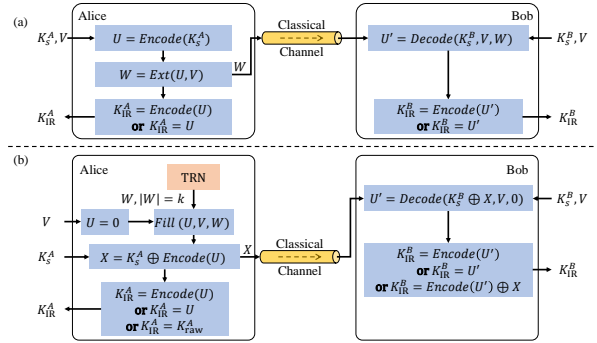 (a)
Alice
Bob
K_s^A, V
U = Encode(K_s^A)
W = Ext(U, V)
W
K_IR^A
K_IR^A = Encode(U)
or K_IR^A = U
Classical
Channel
U′ = Decode(K_s^B, V, W)
K_s^B, V
K_IR^B = Encode(U′)
or K_IR^B = U′
K_IR^B
(b)
Alice
Bob
TRN
W, |W| = k
V
U = 0
Fill (U, V, W)
K_s^A
X = K_s^A ⊕ Encode(U)
X
K_IR^A
K_IR^A = Encode(U)
or K_IR^A = U
or K_IR^A = K_raw^A
Classical
Channel
U′ = Decode(K_s^B ⊕ X, V, 0)
K_s^B, V
K_IR^B = Encode(U′)
or K_IR^B = U′
or K_IR^B = Encode(U′) ⊕ X
K_IR^B